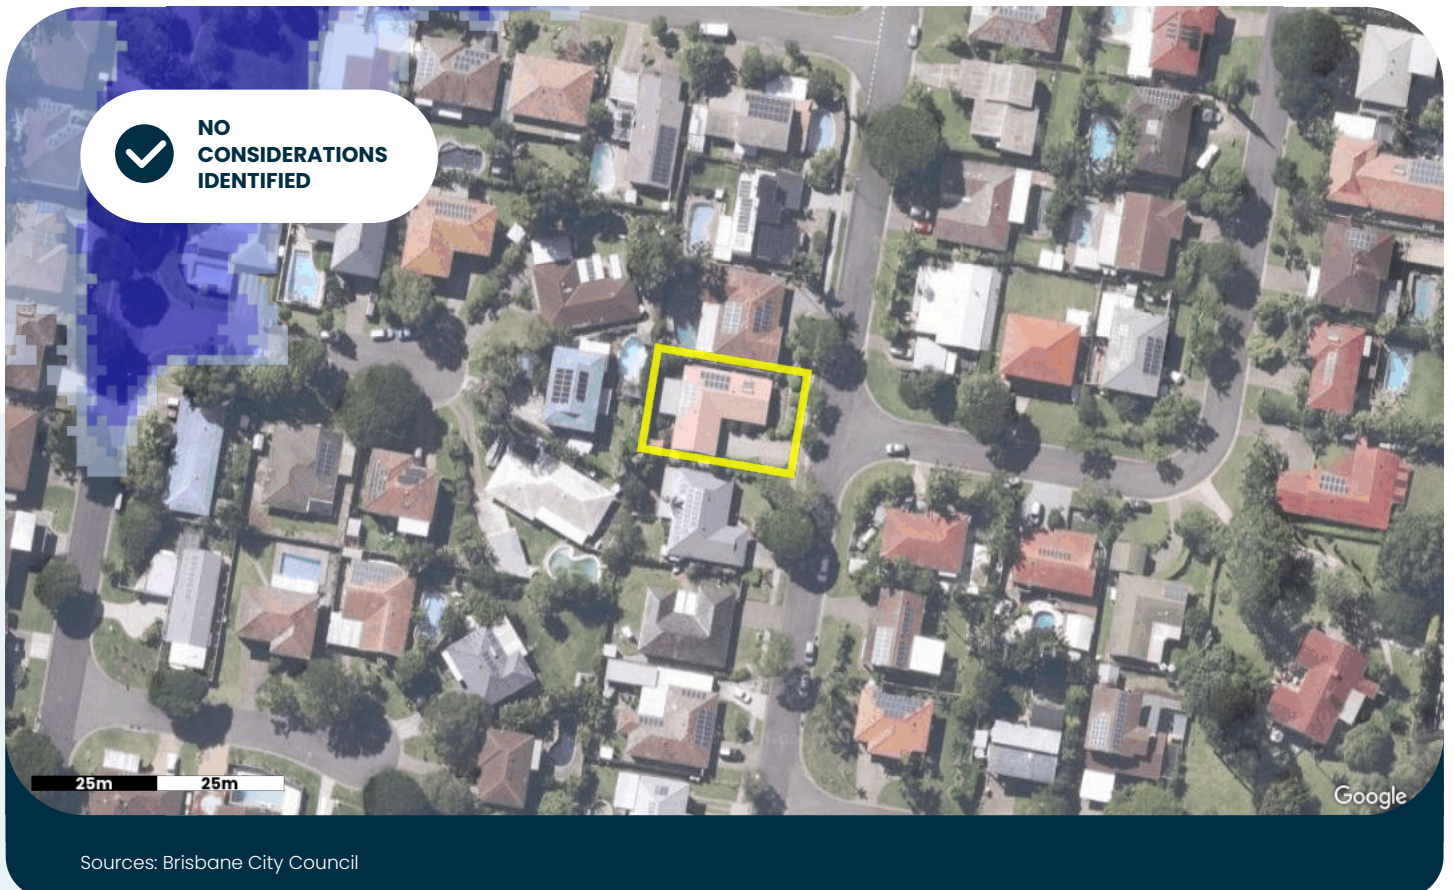 NO
CONSIDERATIONS
IDENTIFIED
25m 25m
Google
Sources: Brisbane City Council